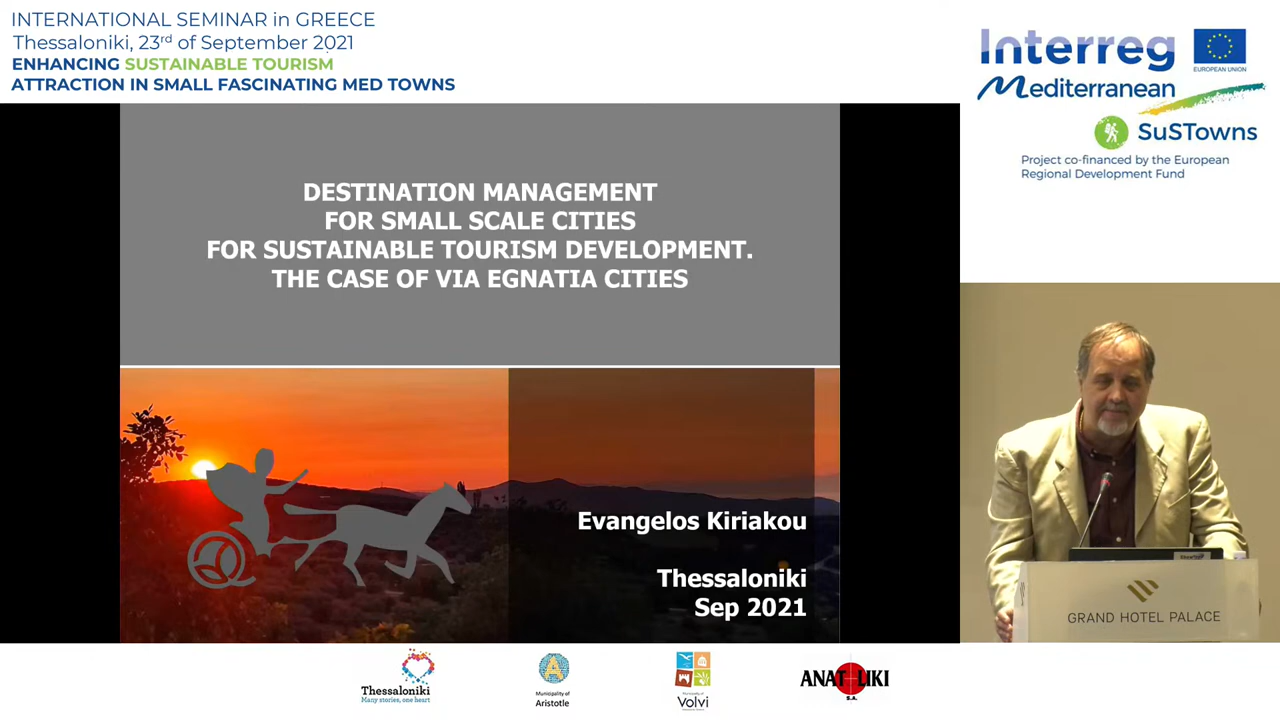 INTERNATIONAL SEMINAR in GREECE
Thessaloniki, 23rd of September 2021
ENHANCING SUSTAINABLE TOURISM
ATTRACTION IN SMALL FASCINATING MED TOWNS
Interreg
EUROPEAN UNION
Mediterranean
SuSTowns
Project co-financed by the European
Regional Development Fund
DESTINATION MANAGEMENT
FOR SMALL SCALE CITIES
FOR SUSTAINABLE TOURISM DEVELOPMENT.
THE CASE OF VIA EGNATIA CITIES
Evangelos Kiriakou
Thessaloniki
Sep 2021
GRAND HOTEL PALACE
Thessaloniki
Many stories, one heart
Municipality of
Aristotle
Municipality of
Volvi
ANATOLIKI
S.A.